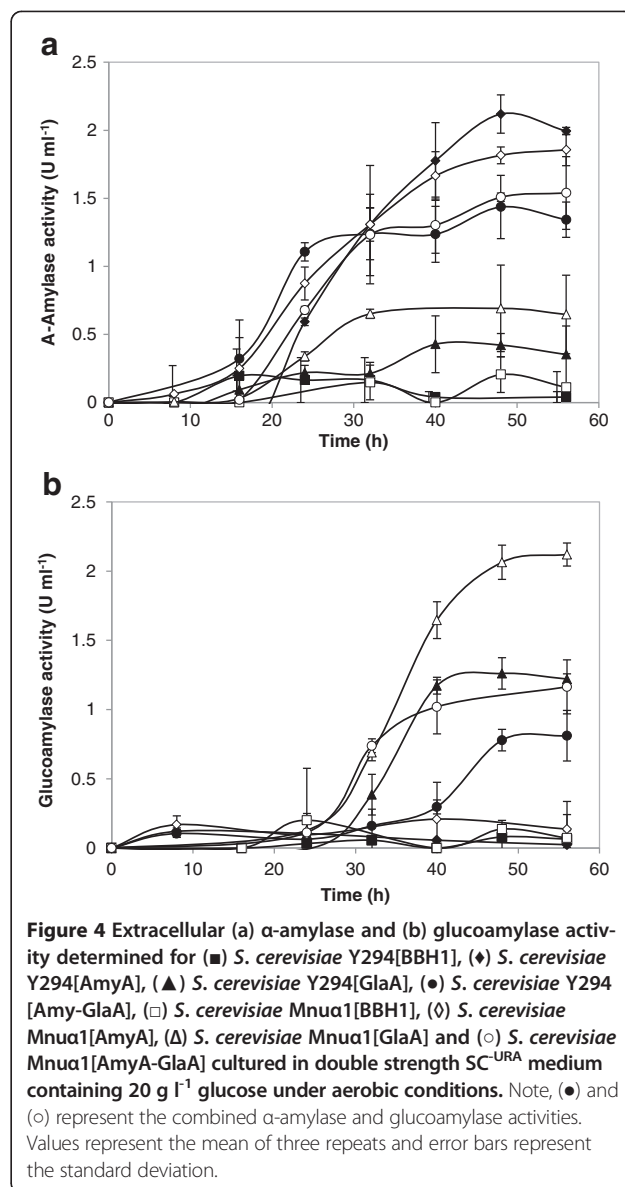 a
2.5
2
1.5
1
0.5
0
A-Amylase activity (U ml-1)
0 10 20 30 40 50 60
Time (h)
b
2.5
2
1.5
1
0.5
0
Glucoamylase activity (U ml-1)
0 10 20 30 40 50 60
Time (h)
Figure 4 Extracellular (a) α-amylase and (b) glucoamylase activ-
ity determined for (■) S. cerevisiae Y294[BBH1], (♦) S. cerevisiae
Y294[AmyA], (▲) S. cerevisiae Y294[GlaA], (●) S. cerevisiae Y294
[Amy-GlaA], (□) S. cerevisiae Mnuα1[BBH1], (◊) S. cerevisiae
Mnuα1[AmyA], (Δ) S. cerevisiae Mnuα1[GlaA] and (○) S. cerevisiae
Mnuα1[AmyA-GlaA] cultured in double strength SC-URA medium
containing 20 g l-1 glucose under aerobic conditions. Note, (●) and
(○) represent the combined α-amylase and glucoamylase activities.
Values represent the mean of three repeats and error bars represent
the standard deviation.